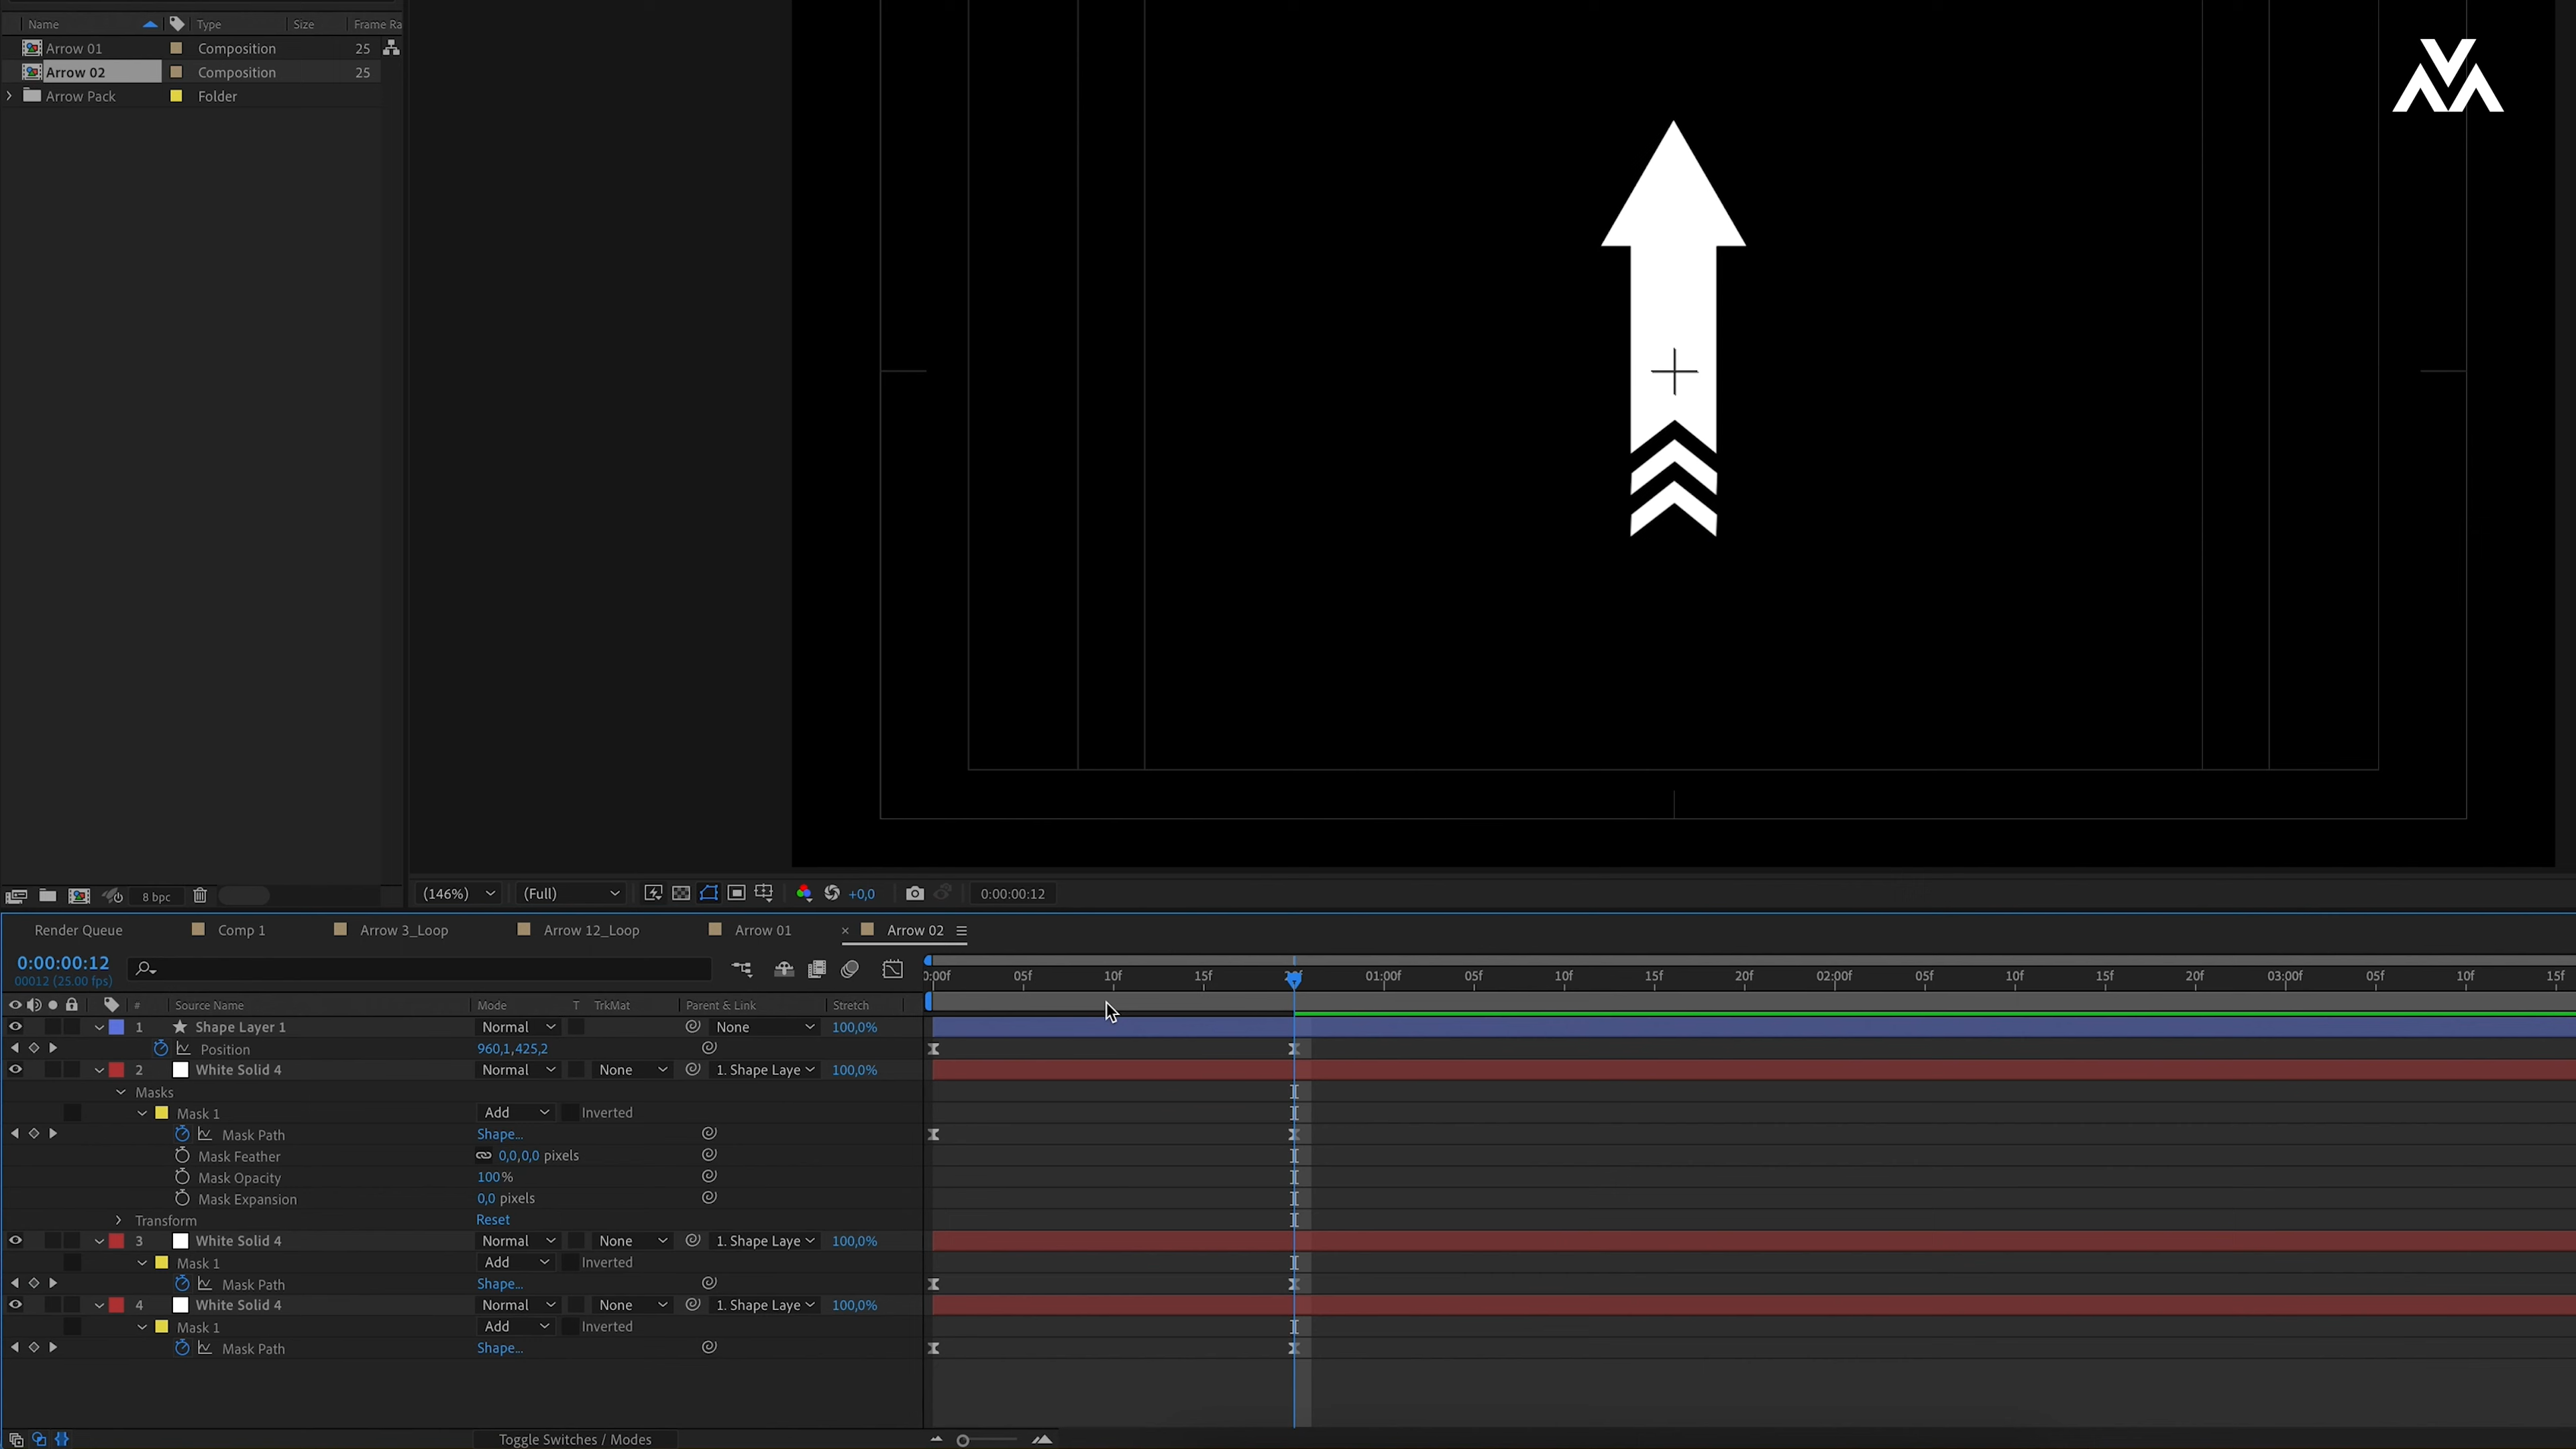 Name Type Size Frame Ra
Arrow 01 Composition 25
Arrow 02 Composition 25
Arrow Pack Folder
8 bpc (146%) (Full) +0,0 0:00:00:12
Render Queue Comp 1 Arrow 3_Loop Arrow 12_Loop Arrow 01 × Arrow 02
0:00:00:12
00012 (25.00 fps)
0:00f 05f 10f 15f 01:00f 05f 10f 15f 20f 02:00f 05f 10f 15f 20f 03:00f 05f 10f 15f
# Source Name Mode T TrkMat Parent & Link Stretch
1 Shape Layer 1 Normal None 100,0%
Position 960,1,425,2
2 White Solid 4 Normal None 1. Shape Laye 100,0%
Masks
Mask 1 Add Inverted
Mask Path Shape...
Mask Feather 0,0,0,0 pixels
Mask Opacity 100%
Mask Expansion 0,0 pixels
Transform Reset
3 White Solid 4 Normal None 1. Shape Laye 100,0%
Mask 1 Add Inverted
Mask Path Shape...
4 White Solid 4 Normal None 1. Shape Laye 100,0%
Mask 1 Add Inverted
Mask Path Shape...
Toggle Switches / Modes